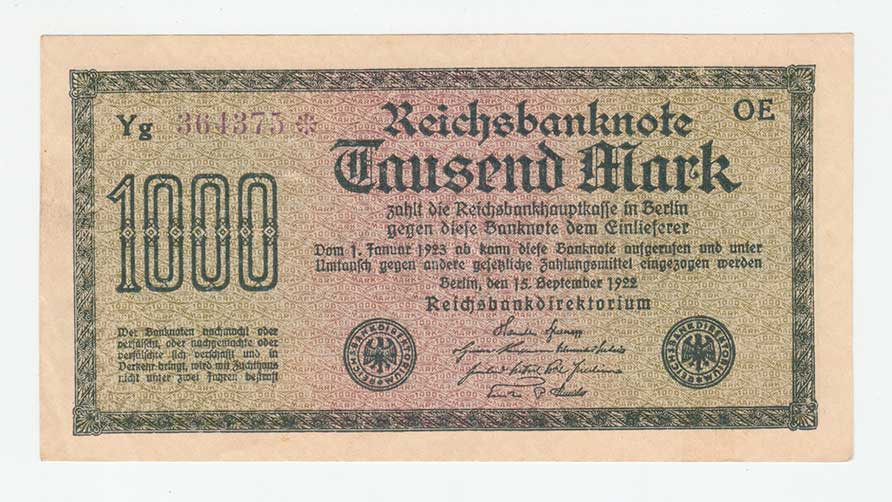 Yg 364375 *
OE
Reichsbanknote
Tausend Mark
1000
zahlt die Reichsbankhauptkasse in Berlin
gegen diese Banknote dem Einlieferer
Vom 1. Januar 1923 ab kann diese Banknote aufgerufen und unter
Umtausch gegen andere gesetzliche Zahlungsmittel eingezogen werden
Berlin, den 15. September 1922
Reichsbankdirektorium
Wer Banknoten nachmacht oder
verfälscht, oder nachgemachte oder
verfälschte sich verschafft und in
Verkehr bringt, wird mit Zuchthaus
nicht unter zwei Jahren bestraft
REICHSBANKDIREKTORIUM
REICHSBANKDIREKTORIUM